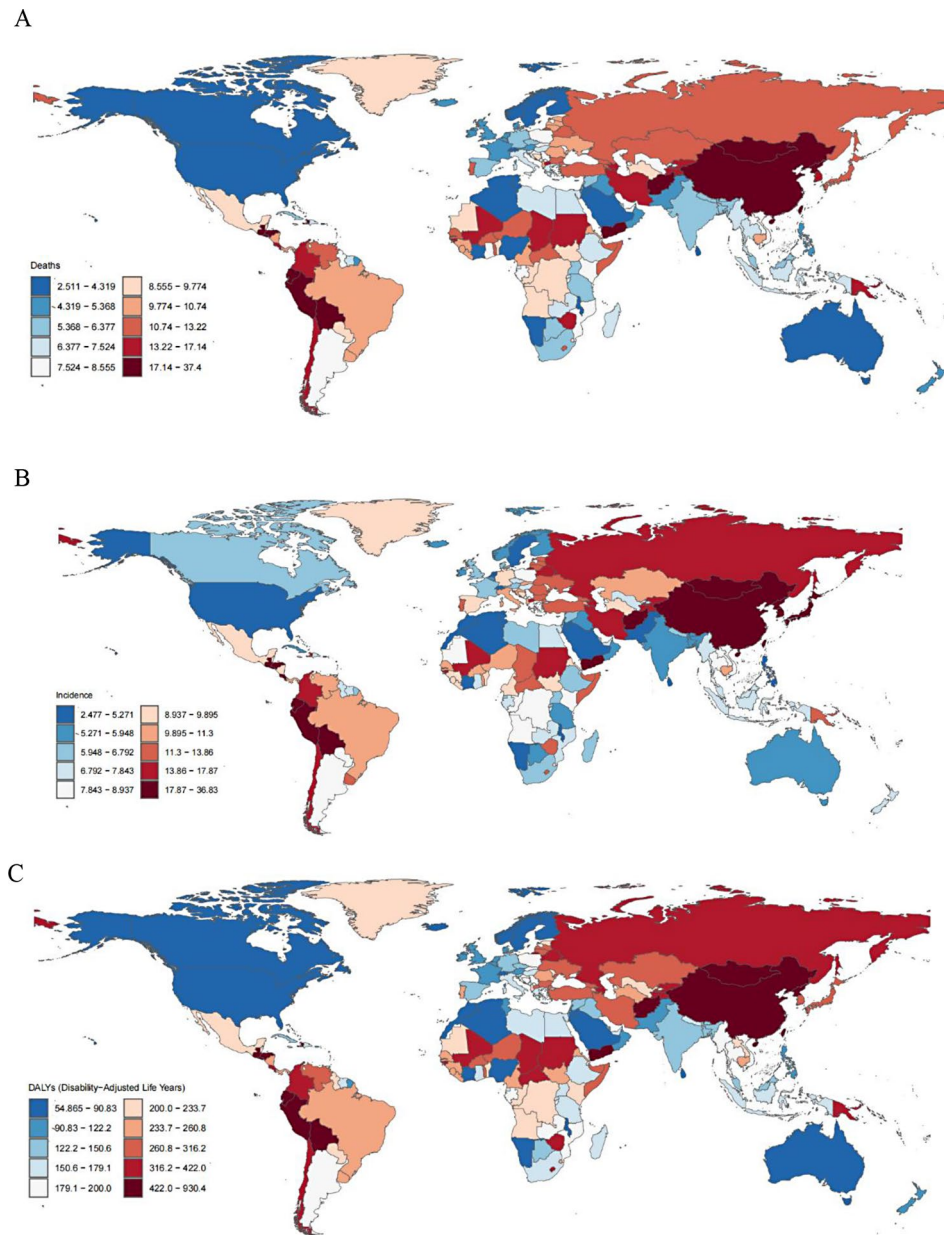 A
Deaths
2.511 − 4.319
4.319 − 5.368
5.368 − 6.377
6.377 − 7.524
7.524 − 8.555
8.555 − 9.774
9.774 − 10.74
10.74 − 13.22
13.22 − 17.14
17.14 − 37.4
B
Incidence
2.477 − 5.271
5.271 − 5.948
5.948 − 6.792
6.792 − 7.843
7.843 − 8.937
8.937 − 9.895
9.895 − 11.3
11.3 − 13.86
13.86 − 17.87
17.87 − 36.83
C
DALYs (Disability−Adjusted Life Years)
54.865 − 90.83
90.83 − 122.2
122.2 − 150.6
150.6 − 179.1
179.1 − 200.0
200.0 − 233.7
233.7 − 260.8
260.8 − 316.2
316.2 − 422.0
422.0 − 930.4